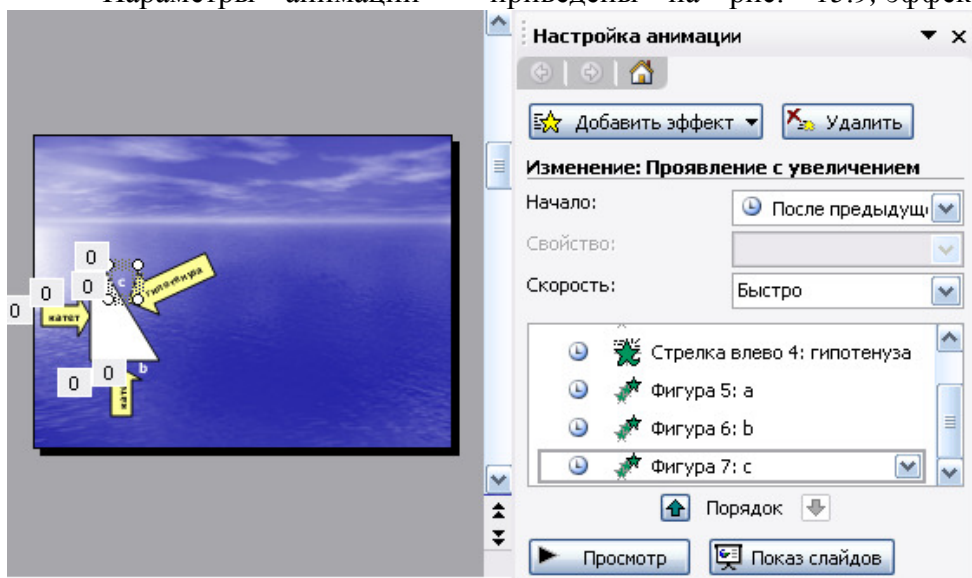 Параметры анимации приведены на рис. 13.9, эффек
Настройка анимации
Добавить эффект
Удалить
Изменение: Проявление с увеличением
Начало:
После предыдущ
Свойство:
Скорость:
Быстро
Стрелка влево 4: гипотенуза
Фигура 5: a
Фигура 6: b
Фигура 7: c
Порядок
Просмотр
Показ слайдов
0
0
0
0
0
0
c
гипотенуза
катет
b